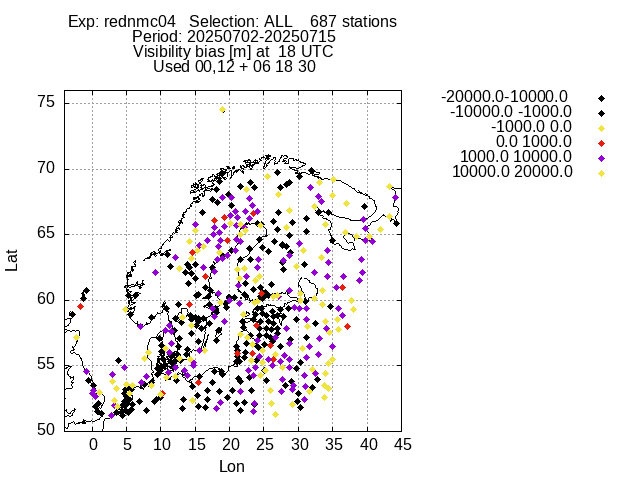 Exp: rednmc04   Selection: ALL    687 stations
Period: 20250702-20250715
Visibility bias [m] at  18 UTC
Used 00,12 + 06 18 30
-20000.0-10000.0
-10000.0 -1000.0
-1000.0 0.0
0.0 1000.0
1000.0 10000.0
10000.0 20000.0
75
70
65
60
55
50
Lat
0 5 10 15 20 25 30 35 40 45
Lon